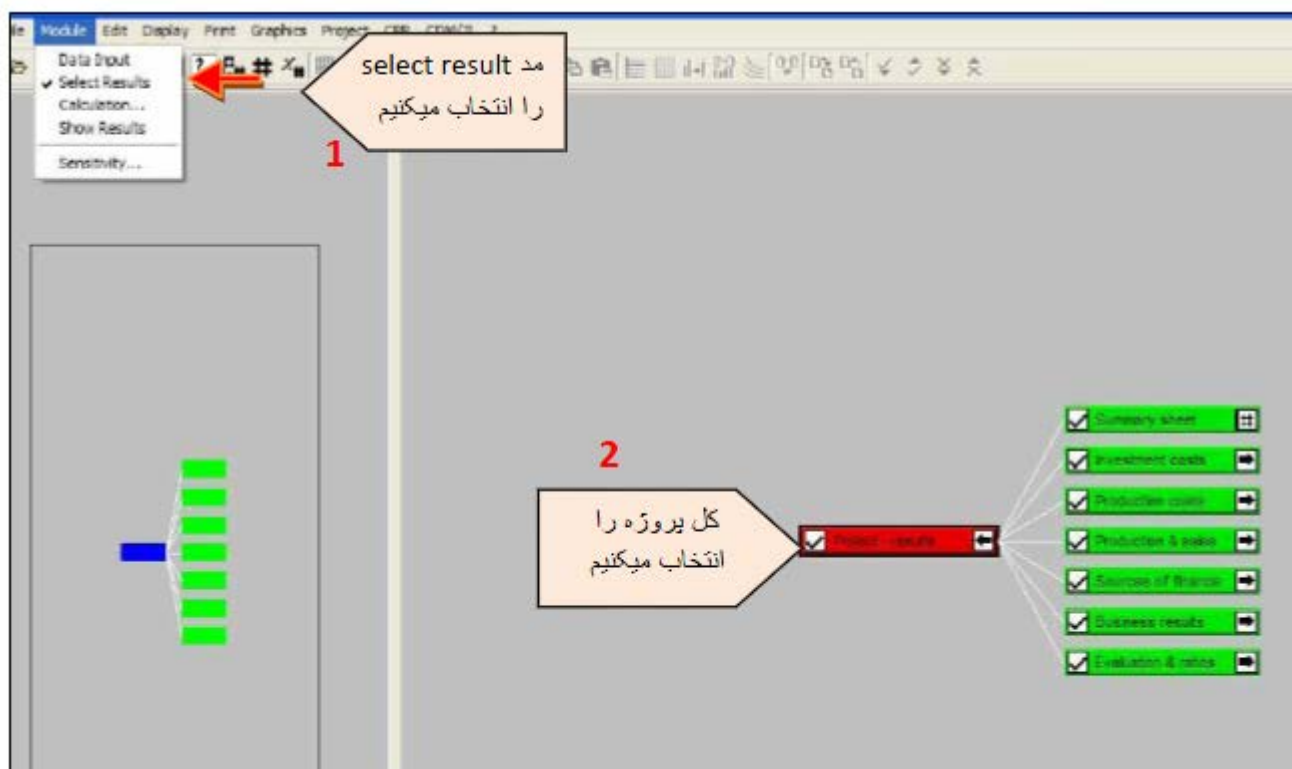 Module Edit Display Print Graphics Project
Data Input
Select Results
Calculation...
Show Results
Sensitivity...
مد select result
را انتخاب میکنیم
1
2
کل پروژه را
انتخاب میکنیم
Project - results
Summary sheet
Investment costs
Production costs
Production & sales
Sources of finance
Business results
Evaluation & ratios